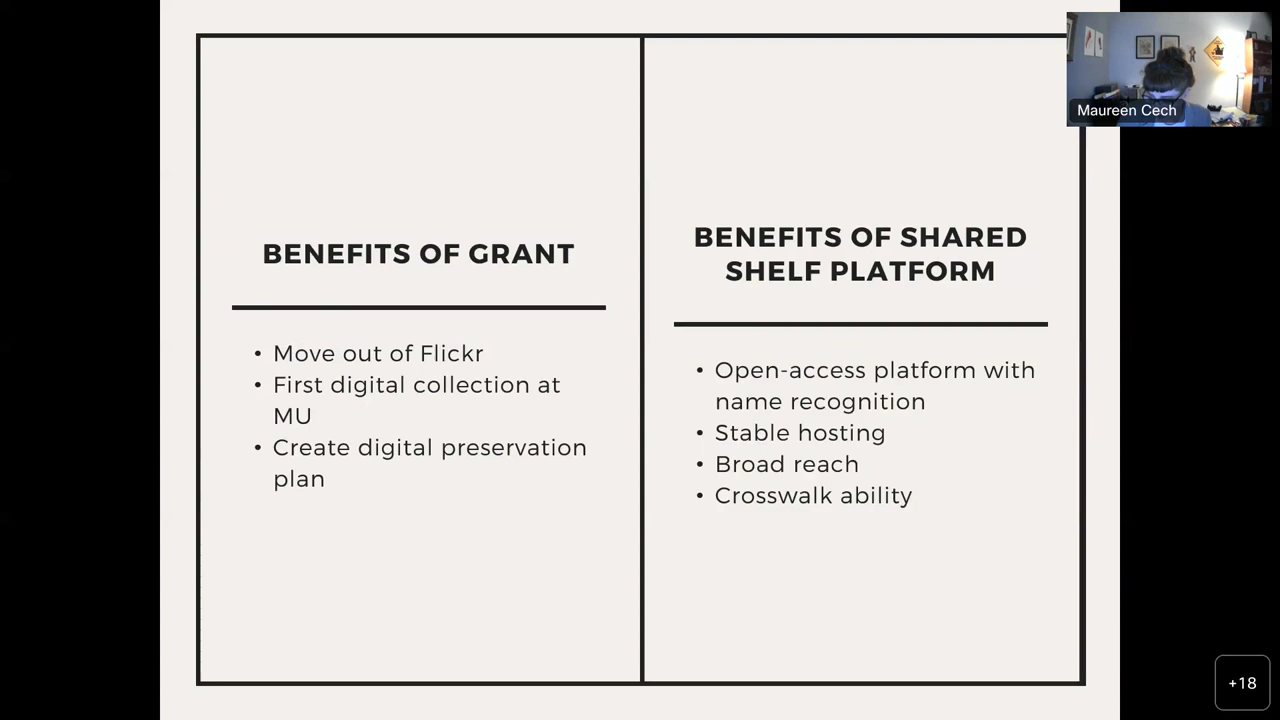 BENEFITS OF GRANT
• Move out of Flickr
• First digital collection at
MU
• Create digital preservation
plan
BENEFITS OF SHARED
SHELF PLATFORM
• Open-access platform with
name recognition
• Stable hosting
• Broad reach
• Crosswalk ability
Maureen Cech
+18